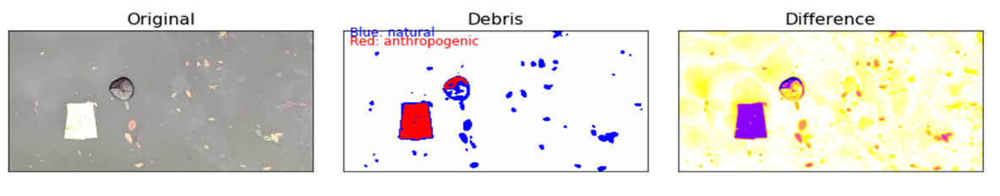 Original
Debris
Difference
Blue: natural
Red: anthropogenic